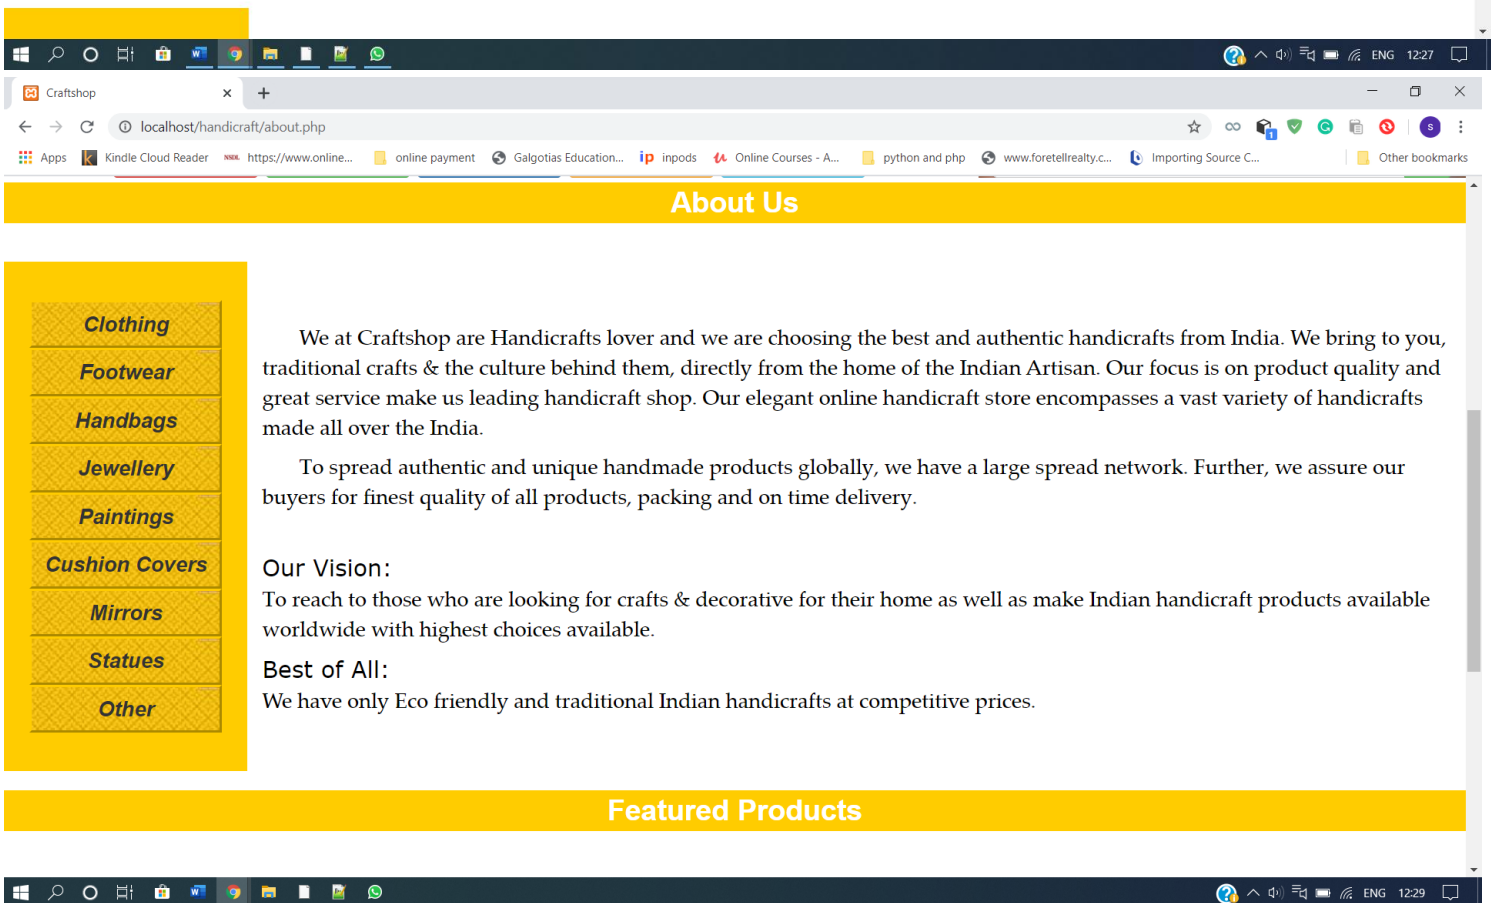 ENG 12:27
Craftshop
localhost/handicraft/about.php
Apps Kindle Cloud Reader NSDL https://www.online... online payment Galgotias Education... ip inpods Online Courses - A... python and php www.foretellrealty.c... Importing Source C... Other bookmarks
About Us
Clothing
Footwear
Handbags
Jewellery
Paintings
Cushion Covers
Mirrors
Statues
Other
We at Craftshop are Handicrafts lover and we are choosing the best and authentic handicrafts from India. We bring to you,
traditional crafts & the culture behind them, directly from the home of the Indian Artisan. Our focus is on product quality and
great service make us leading handicraft shop. Our elegant online handicraft store encompasses a vast variety of handicrafts
made all over the India.
To spread authentic and unique handmade products globally, we have a large spread network. Further, we assure our
buyers for finest quality of all products, packing and on time delivery.
Our Vision:
To reach to those who are looking for crafts & decorative for their home as well as make Indian handicraft products available
worldwide with highest choices available.
Best of All:
We have only Eco friendly and traditional Indian handicrafts at competitive prices.
Featured Products
ENG 12:29